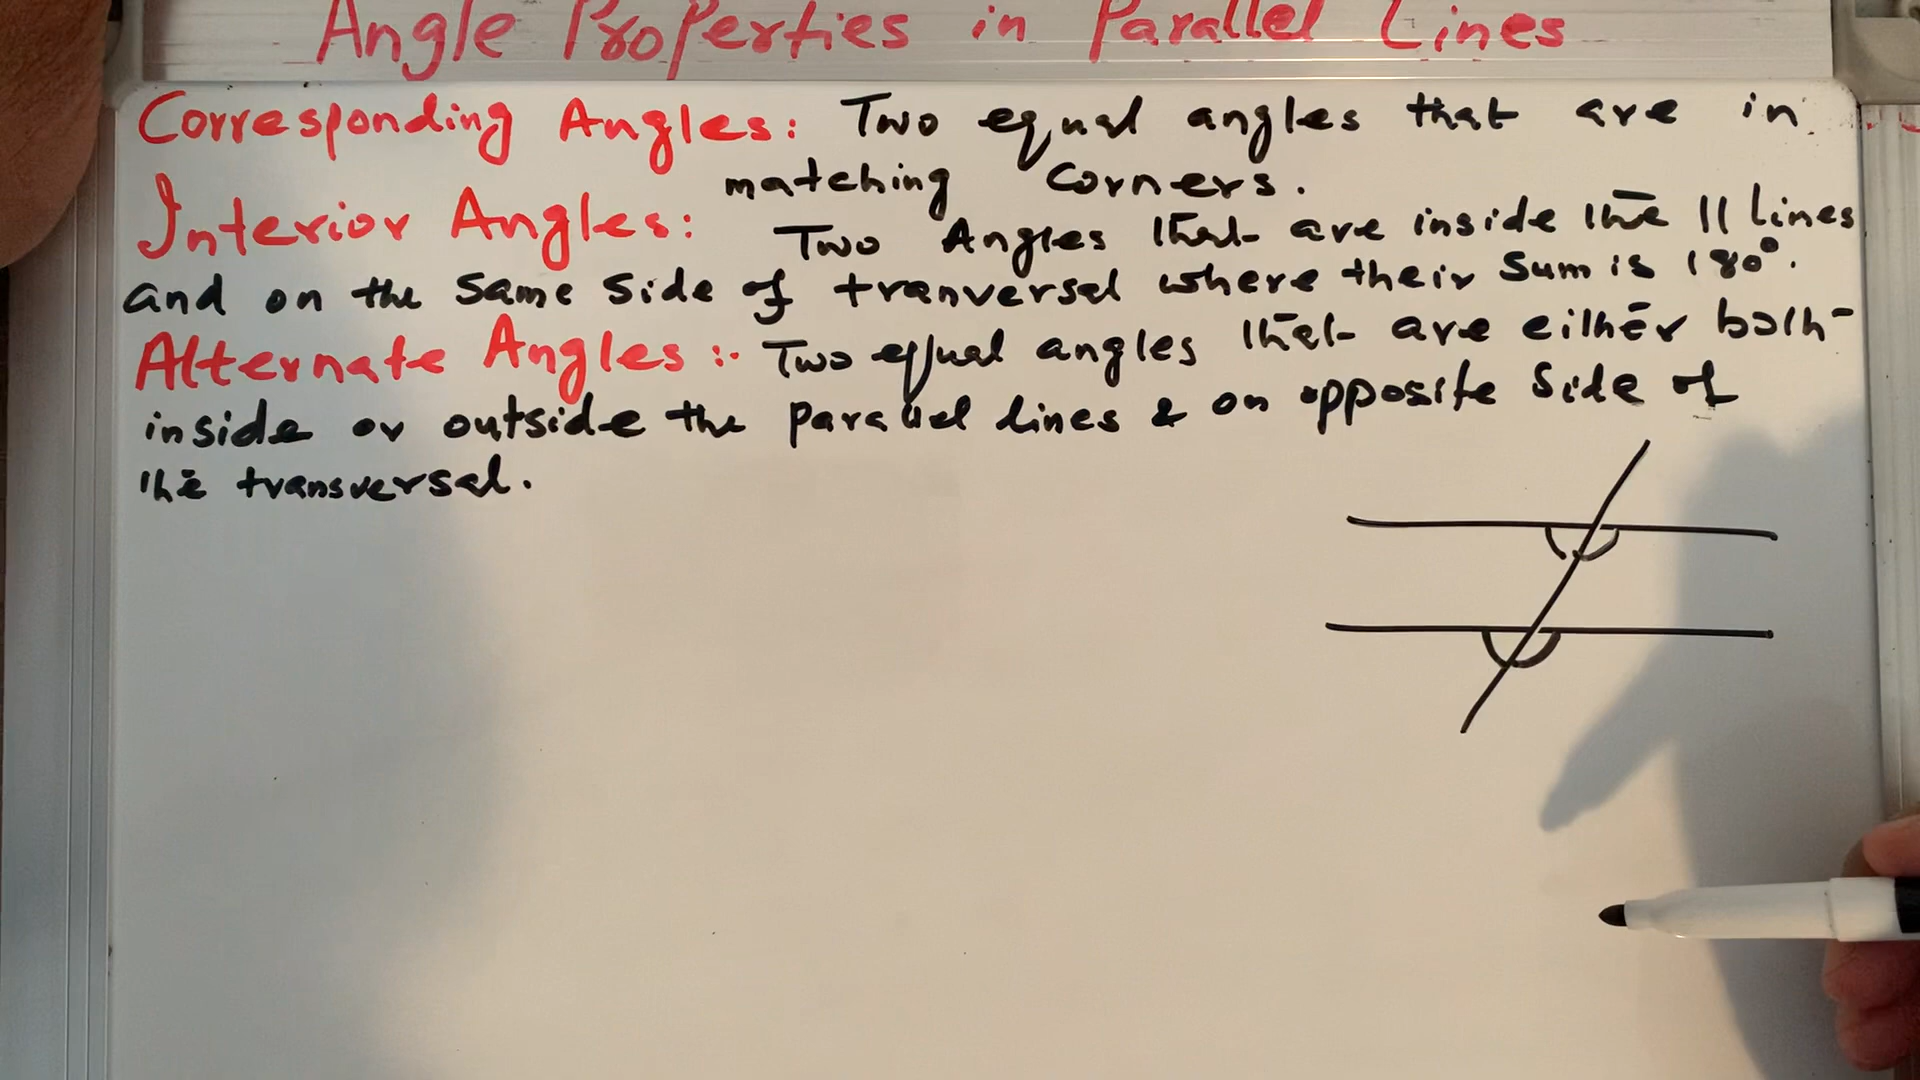 Angle Properties in Parallel Lines
Corresponding Angles: Two equal angles that are in
matching corners.
Interior Angles: Two Angles that are inside the || lines
and on the same side of tranversal where their sum is 180°.
Alternate Angles:- Two equal angles that are either both
inside or outside the parallel lines & on opposite side of
the transversal.